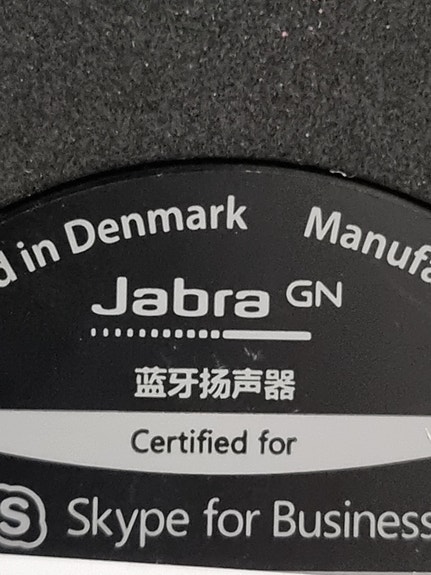 d in Denmark Manufa
Jabra GN
蓝牙扬声器
Certified for
S Skype for Business